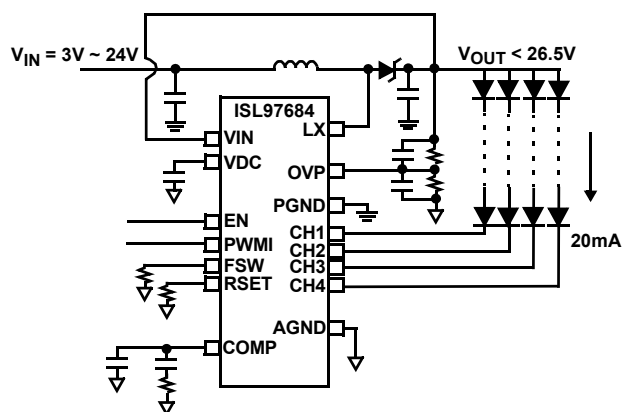 V_IN = 3V ~ 24V
V_OUT < 26.5V
ISL97684
LX
VIN
VDC
OVP
PGND
EN
CH1
PWMI
CH2
20mA
FSW
CH3
RSET
CH4
AGND
COMP